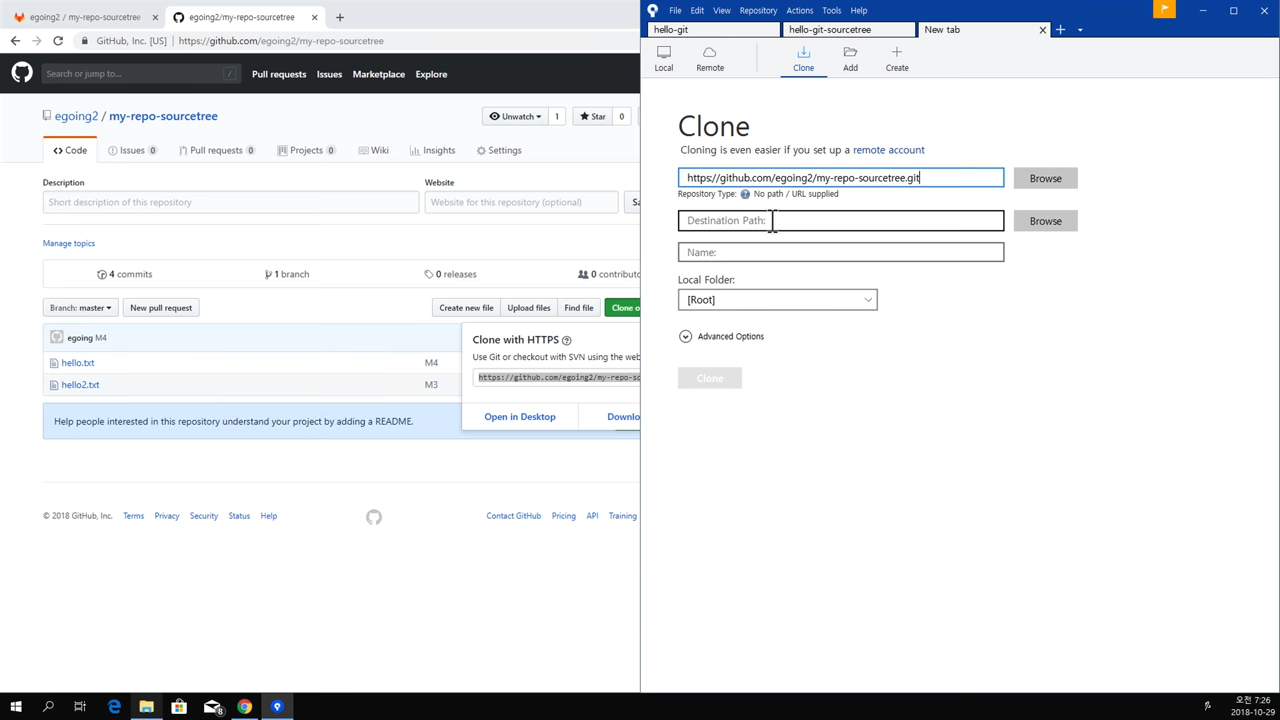 egoing2 / my-repo-sourcetree
egoing2/my-repo-sourcetree
GitHub, Inc. [US]
https://github.com/egoing2/my-repo-sourcetree
Search or jump to...
/
Pull requests
Issues
Marketplace
Explore
egoing2 / my-repo-sourcetree
Unwatch
1
Star
0
Code
Issues 0
Pull requests 0
Projects 0
Wiki
Insights
Settings
Description
Website
Short description of this repository
Website for this repository (optional)
Manage topics
4 commits
1 branch
0 releases
0
Branch: master
New pull request
Create new file
Upload files
Find file
Clone
egoing M4
hello.txt
M4
hello2.txt
M3
Clone with HTTPS
Use Git or checkout with SVN using the
https://github.com/egoing2/my-repo-so
Open in Desktop
Help people interested in this repository understand your project by adding a README.
© 2018 GitHub, Inc.
Terms
Privacy
Security
Status
Help
Contact GitHub
Pricing
API
Training
File
Edit
View
Repository
Actions
Tools
Help
hello-git
hello-git-sourcetree
New tab
Local
Remote
Clone
Add
Create
Clone
Cloning is even easier if you set up a remote account
https://github.com/egoing2/my-repo-sourcetree.git
Browse
Repository Type: No path / URL supplied
Destination Path:
Browse
Name:
Local Folder:
[Root]
Advanced Options
Clone
8
오전 7:26
2018-10-29